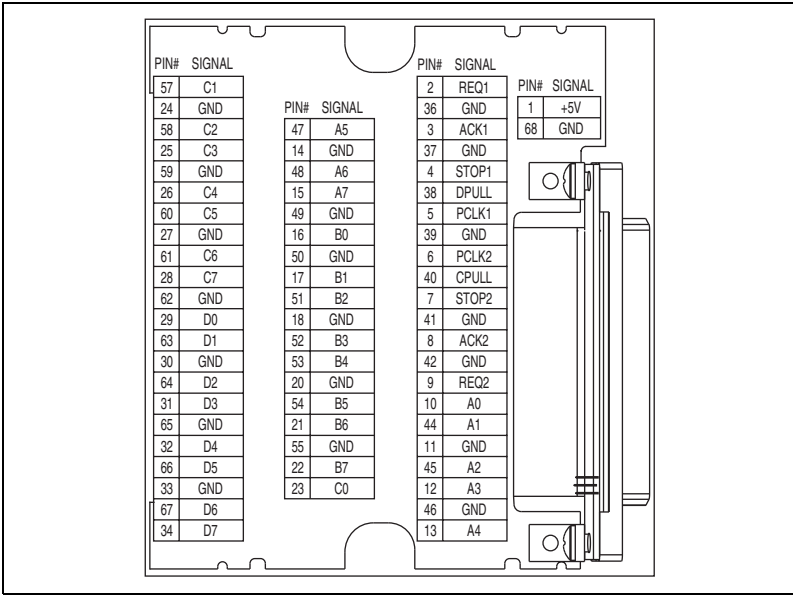 PIN# SIGNAL
57 C1
24 GND
58 C2
25 C3
59 GND
26 C4
60 C5
27 GND
61 C6
28 C7
62 GND
29 D0
63 D1
30 GND
64 D2
31 D3
65 GND
32 D4
66 D5
33 GND
67 D6
34 D7
PIN# SIGNAL
47 A5
14 GND
48 A6
15 A7
49 GND
16 B0
50 GND
17 B1
51 B2
18 GND
52 B3
53 B4
20 GND
54 B5
21 B6
55 GND
22 B7
23 C0
PIN# SIGNAL
2 REQ1
36 GND
3 ACK1
37 GND
4 STOP1
38 DPULL
5 PCLK1
39 GND
6 PCLK2
40 CPULL
7 STOP2
41 GND
8 ACK2
42 GND
9 REQ2
10 A0
44 A1
11 GND
45 A2
12 A3
46 GND
13 A4
PIN# SIGNAL
1 +5V
68 GND